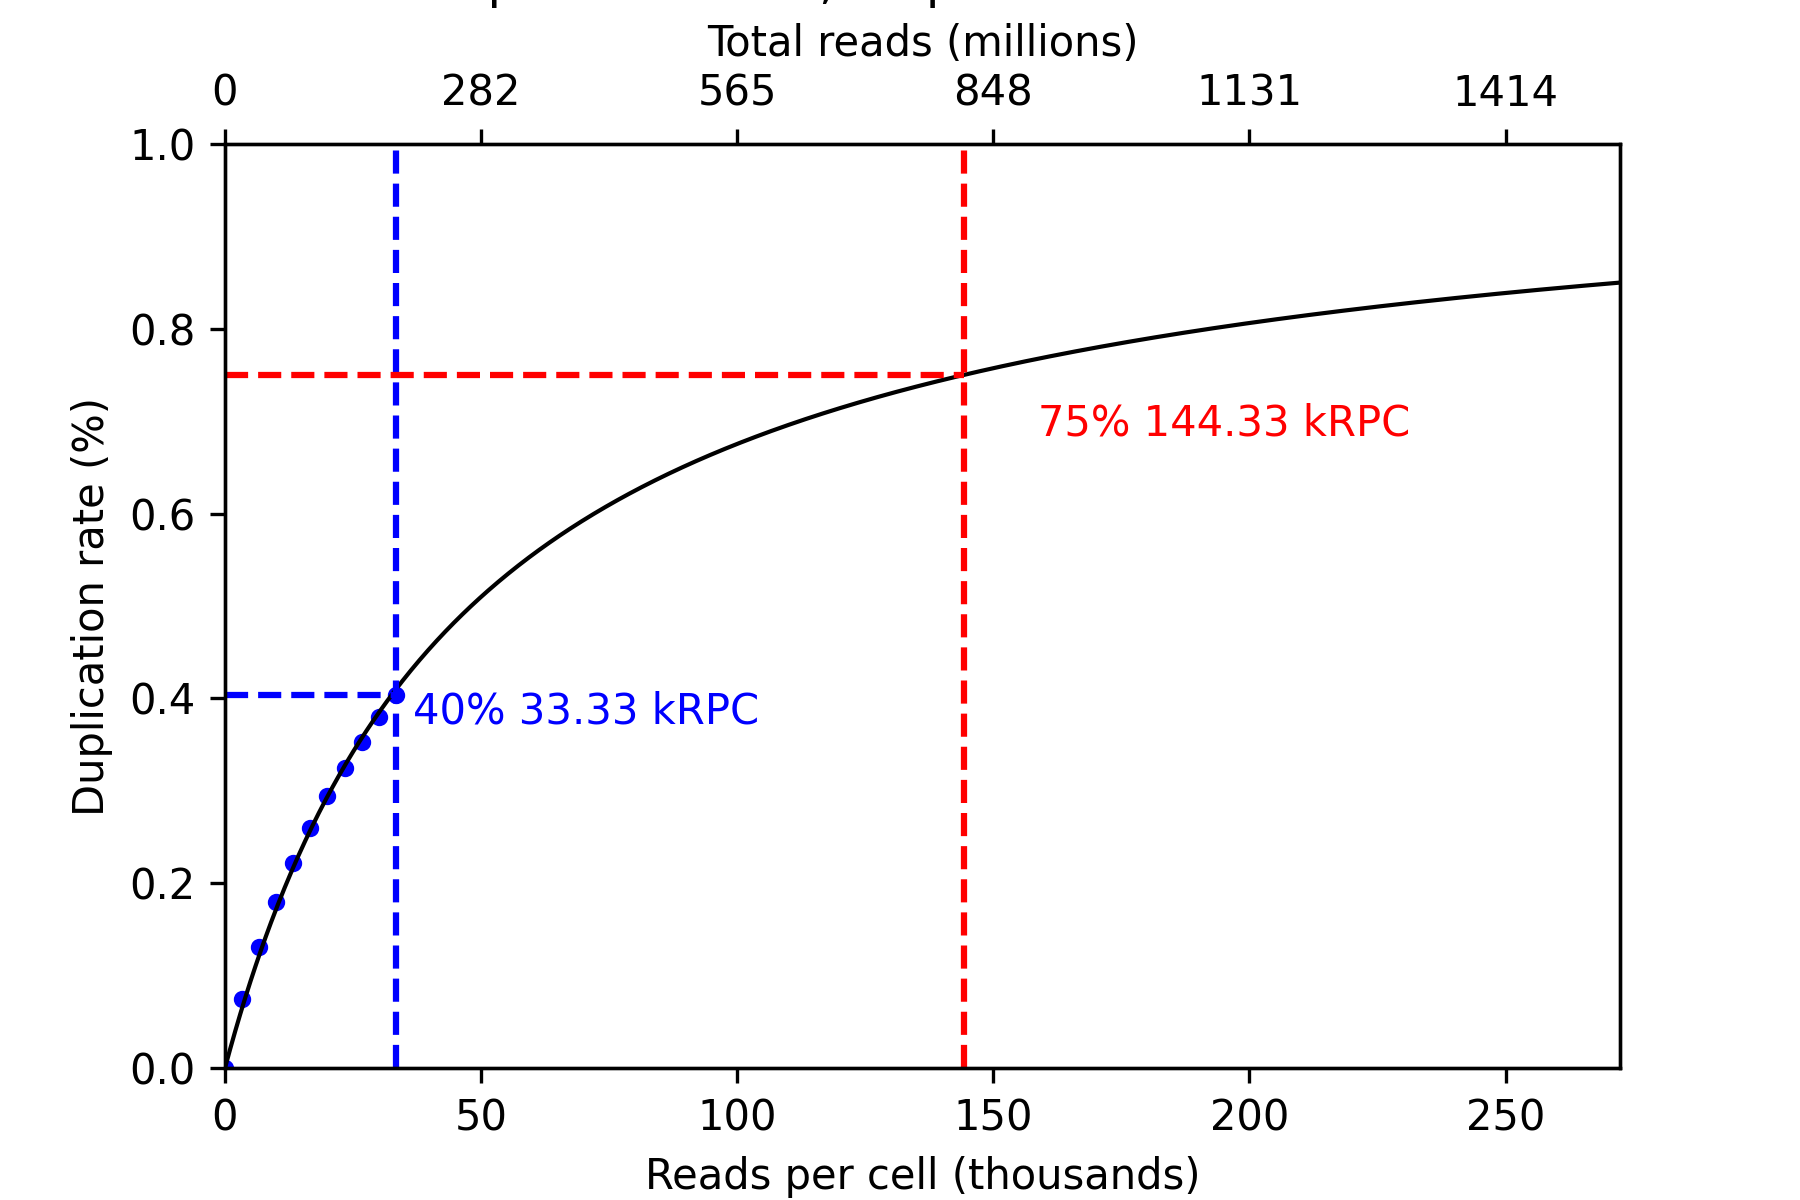 Total reads (millions)
0 282 565 848 1131 1414
1.0
0.8
0.6
0.4
0.2
0.0
Duplication rate (%)
75% 144.33 kRPC
40% 33.33 kRPC
0 50 100 150 200 250
Reads per cell (thousands)